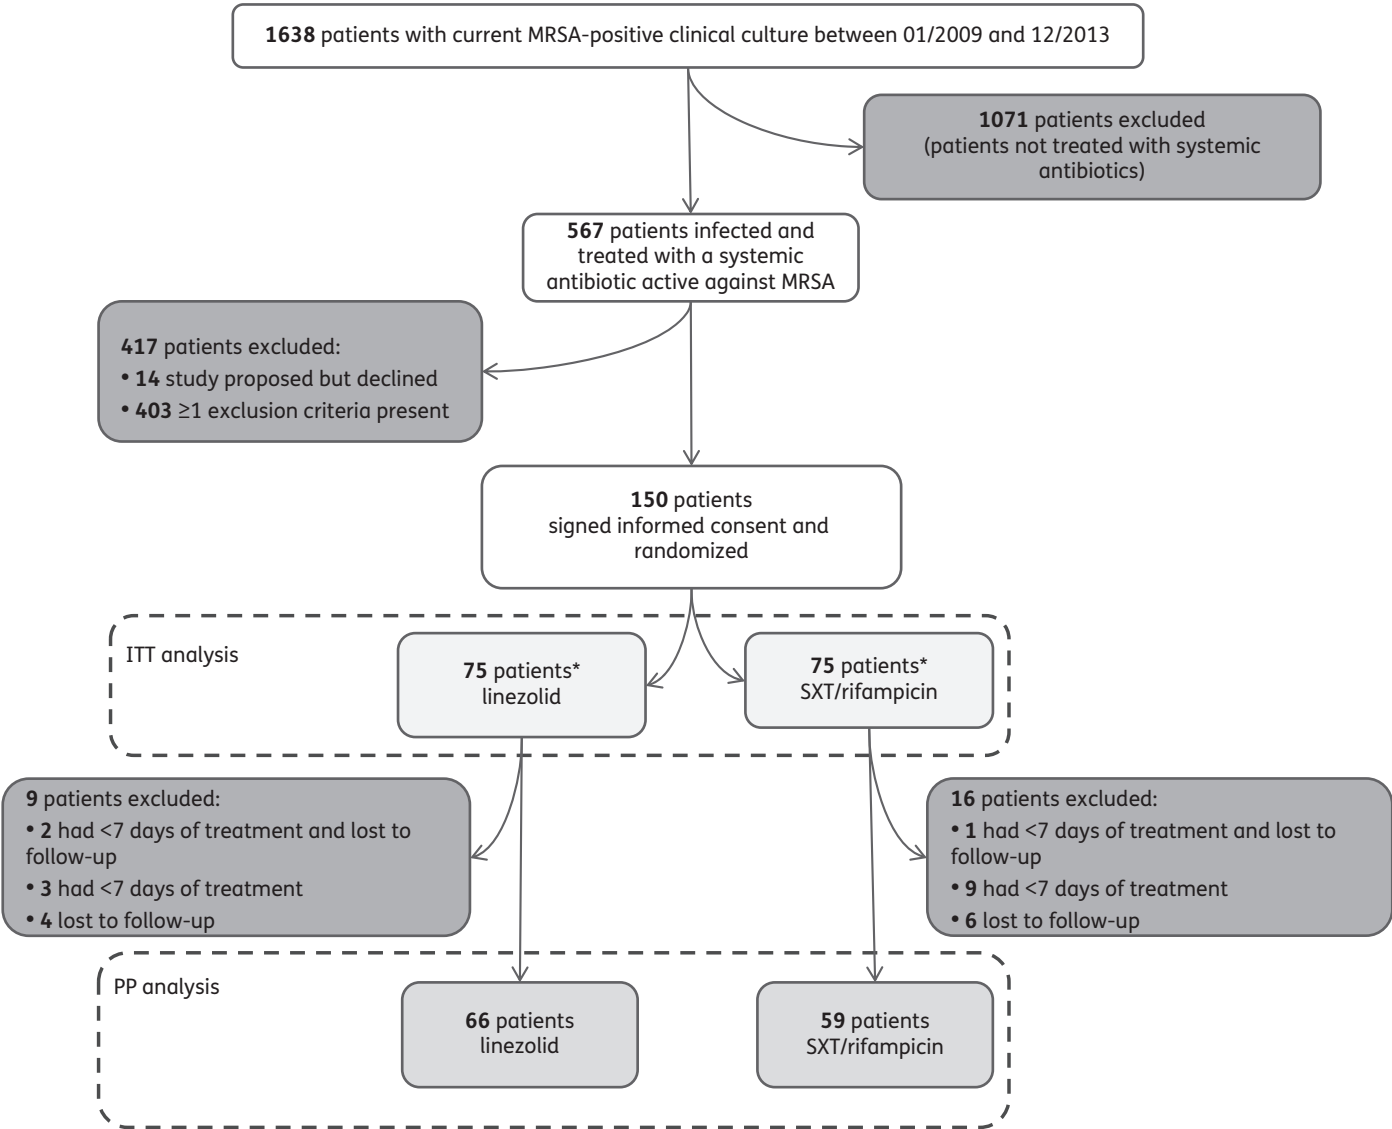 1638 patients with current MRSA-positive clinical culture between 01/2009 and 12/2013
1071 patients excluded
(patients not treated with systemic
antibiotics)
567 patients infected and
treated with a systemic
antibiotic active against MRSA
417 patients excluded:
• 14 study proposed but declined
• 403 ≥1 exclusion criteria present
150 patients
signed informed consent and
randomized
ITT analysis
75 patients*
linezolid
75 patients*
SXT/rifampicin
9 patients excluded:
• 2 had <7 days of treatment and lost to
follow-up
• 3 had <7 days of treatment
• 4 lost to follow-up
16 patients excluded:
• 1 had <7 days of treatment and lost to
follow-up
• 9 had <7 days of treatment
• 6 lost to follow-up
PP analysis
66 patients
linezolid
59 patients
SXT/rifampicin